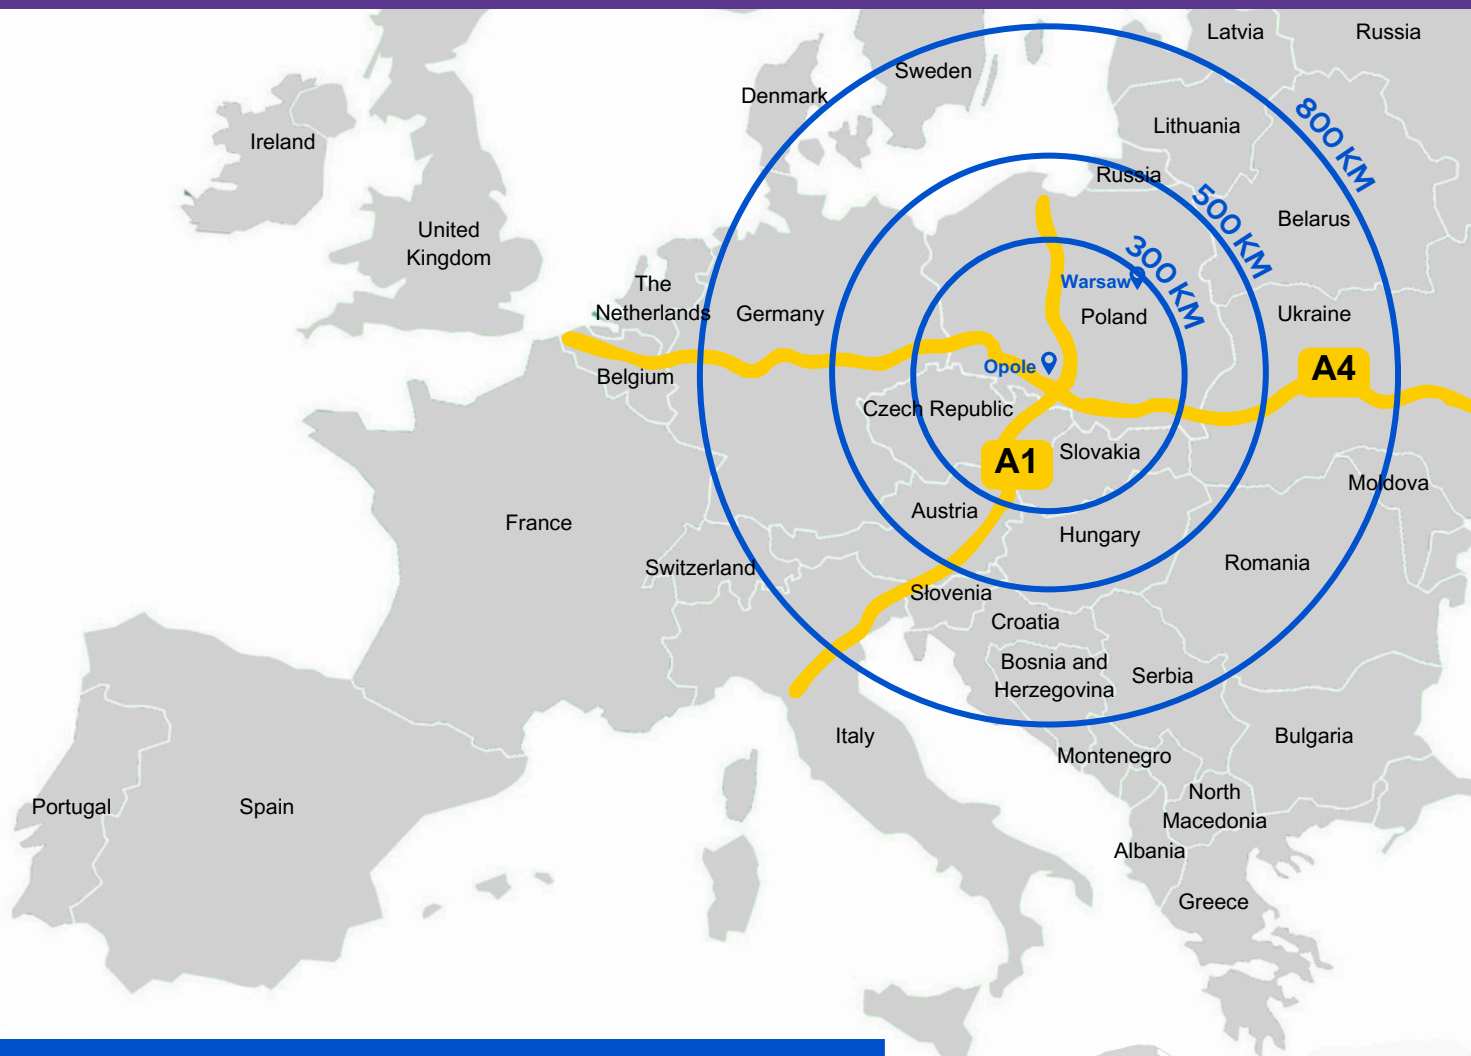 Latvia
Russia
Sweden
Denmark
800 KM
Lithuania
Ireland
Russia
500 KM
Belarus
United
Kingdom
300 KM
The
Netherlands
Warsaw
Germany
Poland
Ukraine
Opole
A4
Belgium
Czech Republic
Slovakia
A1
Moldova
Austria
France
Hungary
Switzerland
Romania
Słovenia
Croatia
Bosnia and
Herzegovina
Serbia
Italy
Bulgaria
Montenegro
North
Macedonia
Portugal
Spain
Albania
Greece